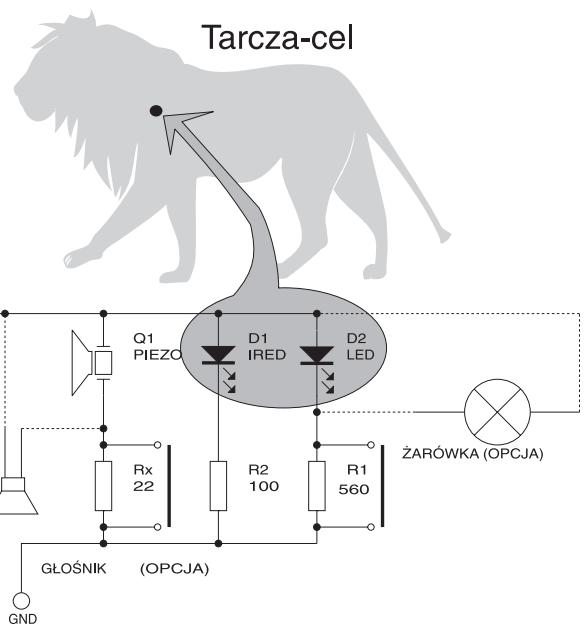 Tarcza-cel
Q1
PIEZO
D1
IRED
D2
LED
ŻARÓWKA (OPCJA)
Rx
22
R2
100
R1
560
GŁOŚNIK (OPCJA)
GND